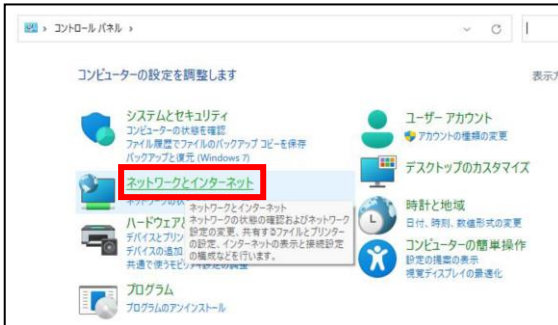 コントロール パネル
コンピューターの設定を調整します
表示方
システムとセキュリティ
コンピューターの状態を確認
ファイル履歴でファイルのバックアップ コピーを保存
バックアップと復元 (Windows 7)
ネットワークとインターネット
ネットワークの状
ネットワークとインターネット
ネットワークの状態の確認およびネットワーク
設定の変更、共有するファイルとプリンター
の設定、インターネットの表示と接続設定
の構成などを行います。
ハードウェアと
デバイスとプリン
デバイスの追加
共通で使うモビリティ設定の調整
プログラム
プログラムのアンインストール
ユーザー アカウント
アカウントの種類の変更
デスクトップのカスタマイズ
時計と地域
日付、時刻、数値形式の変更
コンピューターの簡単操作
設定の提案の表示
視覚ディスプレイの最適化